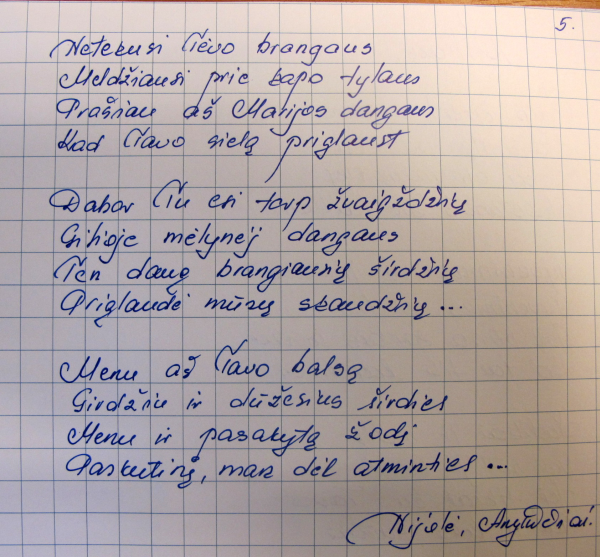 5.
Netekusi Tėvo brangaus
Meldžiausi prie kapo tylaus
Prašiau aš Marijos dangaus
Kad Tavo sielą priglaust
Dabar Tu esi tarp žvaigždžių
Gilioje mėlynėj dangaus
Ten daug brangiausių širdžių
Priglaudė mūsų skaudžių...
Menu aš Tavo balsą
Girdžiu ir dūžesius širdies
Menu ir pasakytą žodį
Paskutinį, man dėl atminties...
Nijolė,